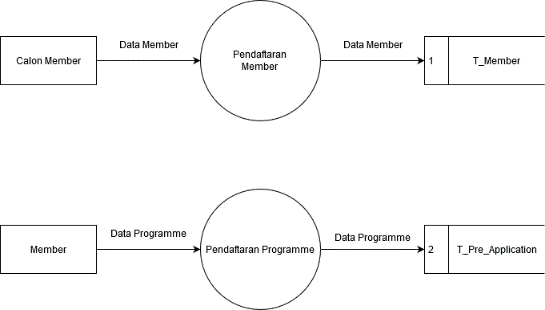 Calon Member
Data Member
Pendaftaran
Member
Data Member
1
T_Member
Member
Data Programme
Pendaftaran Programme
Data Programme
2
T_Pre_Application